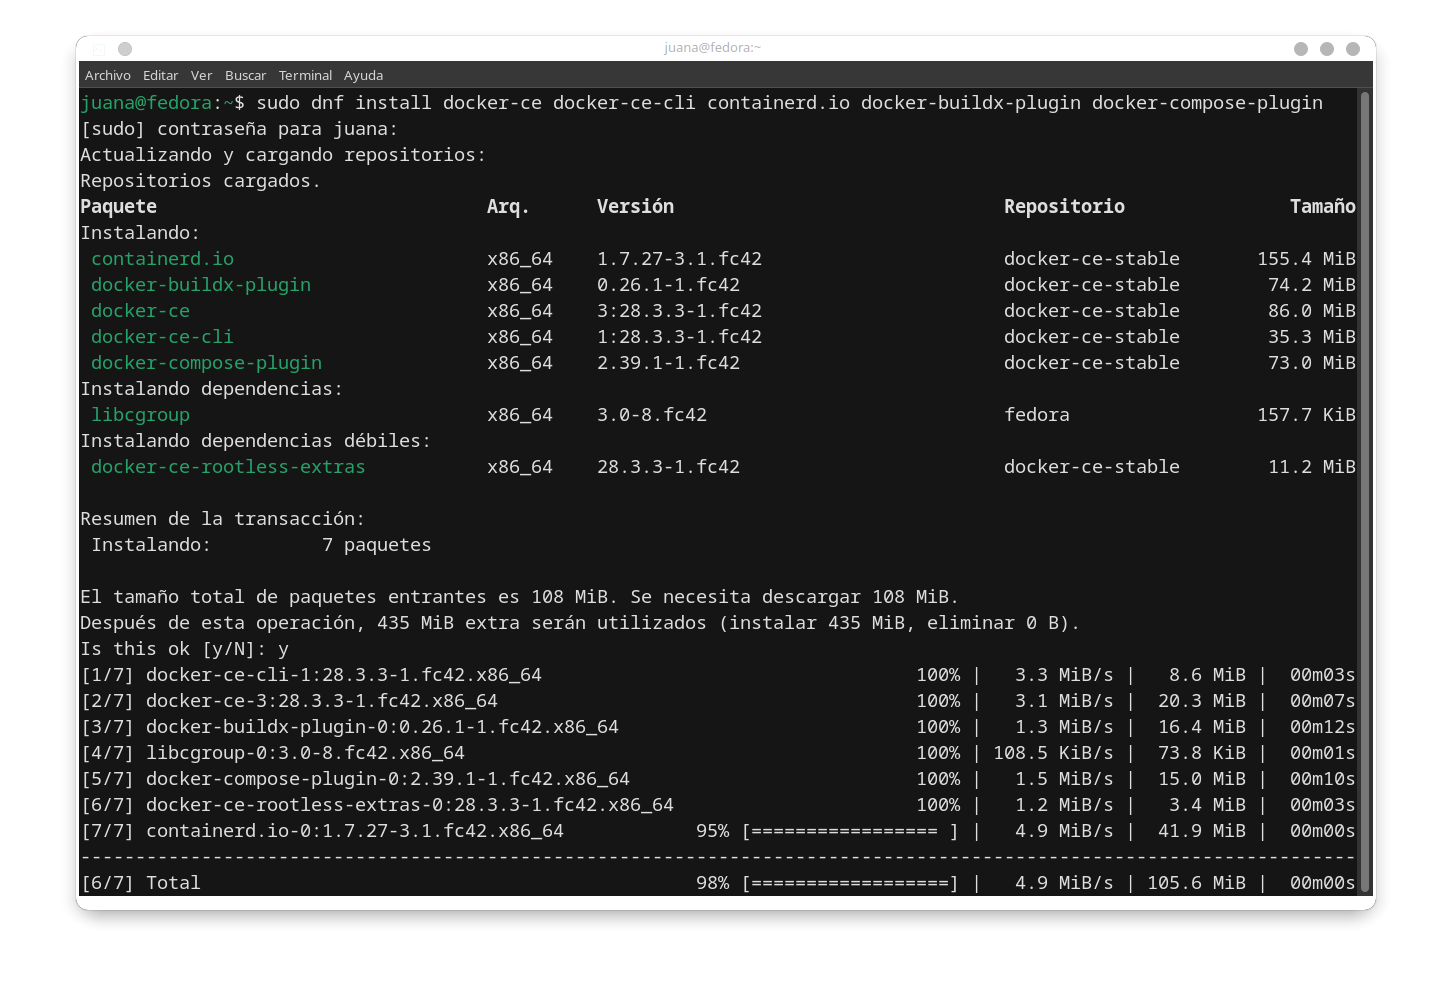 juana@fedora:~
Archivo Editar Ver Buscar Terminal Ayuda
juana@fedora:~$ sudo dnf install docker-ce docker-ce-cli containerd.io docker-buildx-plugin docker-compose-plugin
[sudo] contraseña para juana:
Actualizando y cargando repositorios:
Repositorios cargados.
Paquete Arq. Versión Repositorio Tamaño
Instalando:
containerd.io x86_64 1.7.27-3.1.fc42 docker-ce-stable 155.4 MiB
docker-buildx-plugin x86_64 0.26.1-1.fc42 docker-ce-stable 74.2 MiB
docker-ce x86_64 3:28.3.3-1.fc42 docker-ce-stable 86.0 MiB
docker-ce-cli x86_64 1:28.3.3-1.fc42 docker-ce-stable 35.3 MiB
docker-compose-plugin x86_64 2.39.1-1.fc42 docker-ce-stable 73.0 MiB
Instalando dependencias:
libcgroup x86_64 3.0-8.fc42 fedora 157.7 KiB
Instalando dependencias débiles:
docker-ce-rootless-extras x86_64 28.3.3-1.fc42 docker-ce-stable 11.2 MiB
Resumen de la transacción:
Instalando: 7 paquetes
El tamaño total de paquetes entrantes es 108 MiB. Se necesita descargar 108 MiB.
Después de esta operación, 435 MiB extra serán utilizados (instalar 435 MiB, eliminar 0 B).
Is this ok [y/N]: y
[1/7] docker-ce-cli-1:28.3.3-1.fc42.x86_64 100% | 3.3 MiB/s | 8.6 MiB | 00m03s
[2/7] docker-ce-3:28.3.3-1.fc42.x86_64 100% | 3.1 MiB/s | 20.3 MiB | 00m07s
[3/7] docker-buildx-plugin-0:0.26.1-1.fc42.x86_64 100% | 1.3 MiB/s | 16.4 MiB | 00m12s
[4/7] libcgroup-0:3.0-8.fc42.x86_64 100% | 108.5 KiB/s | 73.8 KiB | 00m01s
[5/7] docker-compose-plugin-0:2.39.1-1.fc42.x86_64 100% | 1.5 MiB/s | 15.0 MiB | 00m10s
[6/7] docker-ce-rootless-extras-0:28.3.3-1.fc42.x86_64 100% | 1.2 MiB/s | 3.4 MiB | 00m03s
[7/7] containerd.io-0:1.7.27-3.1.fc42.x86_64 95% [================= ] | 4.9 MiB/s | 41.9 MiB | 00m00s
--------------------------------------------------------------------------------------------------------------------
[6/7] Total 98% [==================] | 4.9 MiB/s | 105.6 MiB | 00m00s